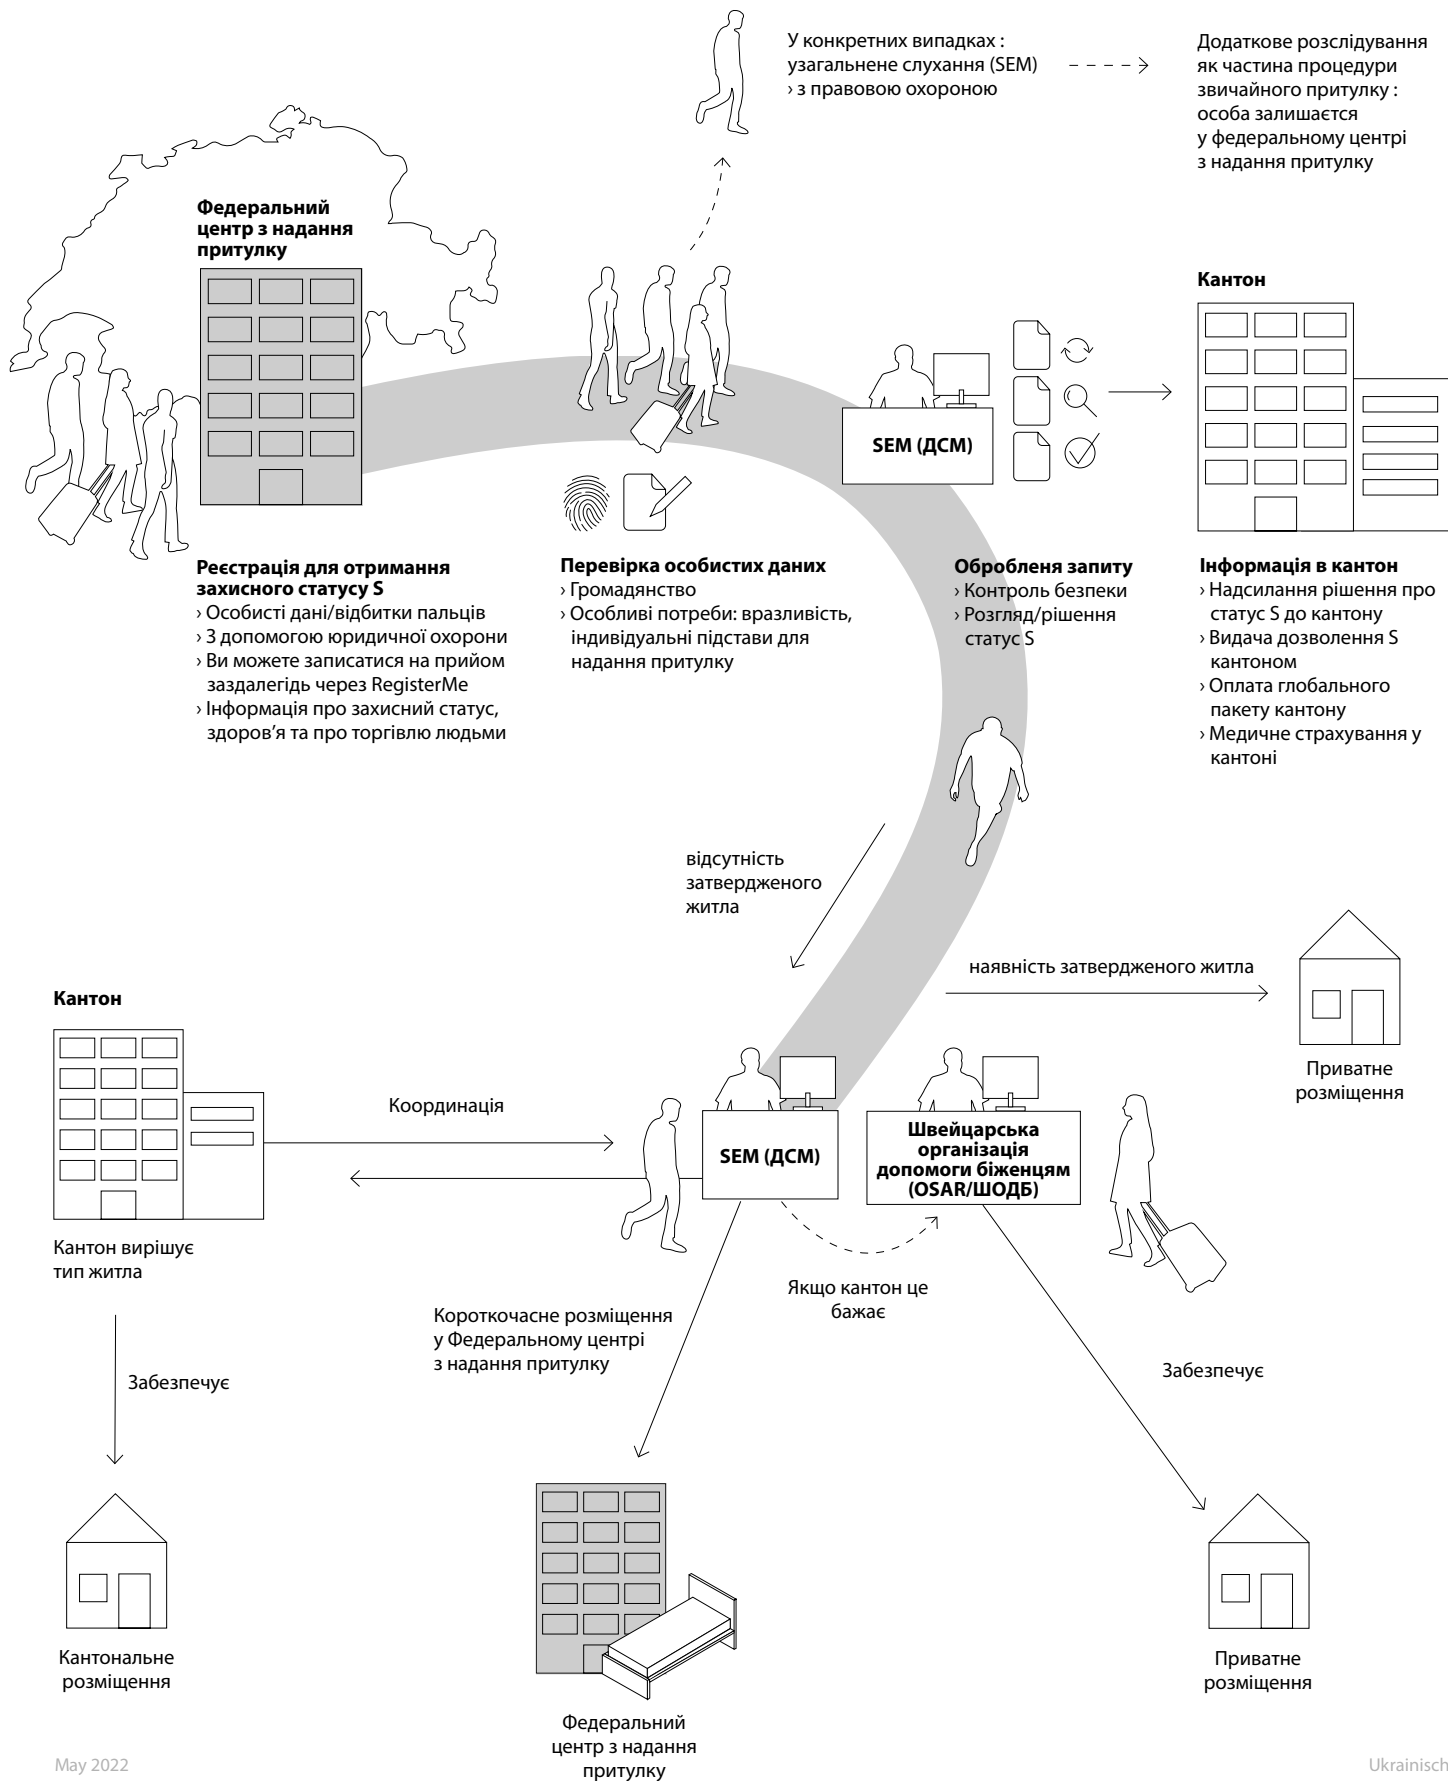 У конкретних випадках :
узагальнене слухання (SEM)
› з правовою охороною
Додаткове розслідування
як частина процедури
звичайного притулку :
особа залишаєтся
у федеральному центрі
з надання притулку
Федеральний
центр з надання
притулку
Кантон
SEM (ДСМ)
Реєстрація для отримання
захисного статусу S
› Особисті дані/відбитки пальців
› З допомогою юридичної охорони
› Ви можете записатися на прийом
заздалегідь через RegisterMe
› Інформація про захисний статус,
здоров’я та про торгівлю людьми
Перевірка особистих даних
› Громадянство
› Особливі потреби: вразливість,
індивідуальні підстави для
надання притулку
Обробленя запиту
› Контроль безпеки
› Розгляд/рішення
статус S
Інформація в кантон
› Надсилання рішення про
статус S до кантону
› Видача дозволення S
кантоном
› Оплата глобального
пакету кантону
› Медичне страхування у
кантоні
відсутність
затвердженого
житла
наявність затвердженого житла
Приватне
розміщення
Кантон
Координація
SEM (ДСМ)
Швейцарська
організація
допомоги біженцям
(OSAR/ШОДБ)
Кантон вирішує
тип житла
Якщо кантон це
бажає
Короткочасне розміщення
у Федеральному центрі
з надання притулку
Забезпечує
Забезпечує
Кантональне
розміщення
Приватне
розміщення
Федеральний
центр з надання
притулку
May 2022
Ukrainisch